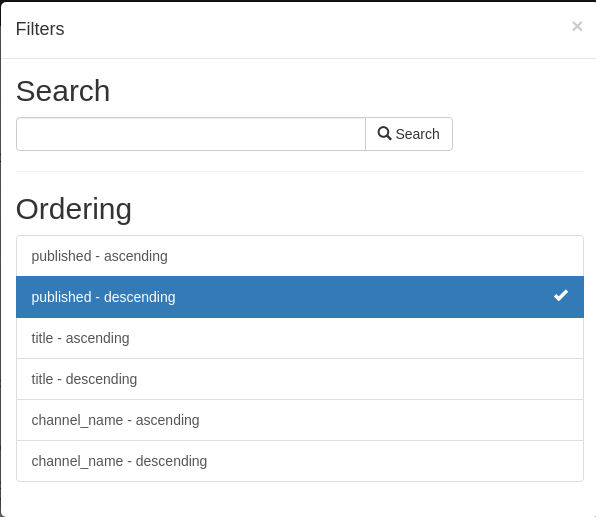 Filters ×
Search
Search
Ordering
published - ascending
published - descending
title - ascending
title - descending
channel_name - ascending
channel_name - descending